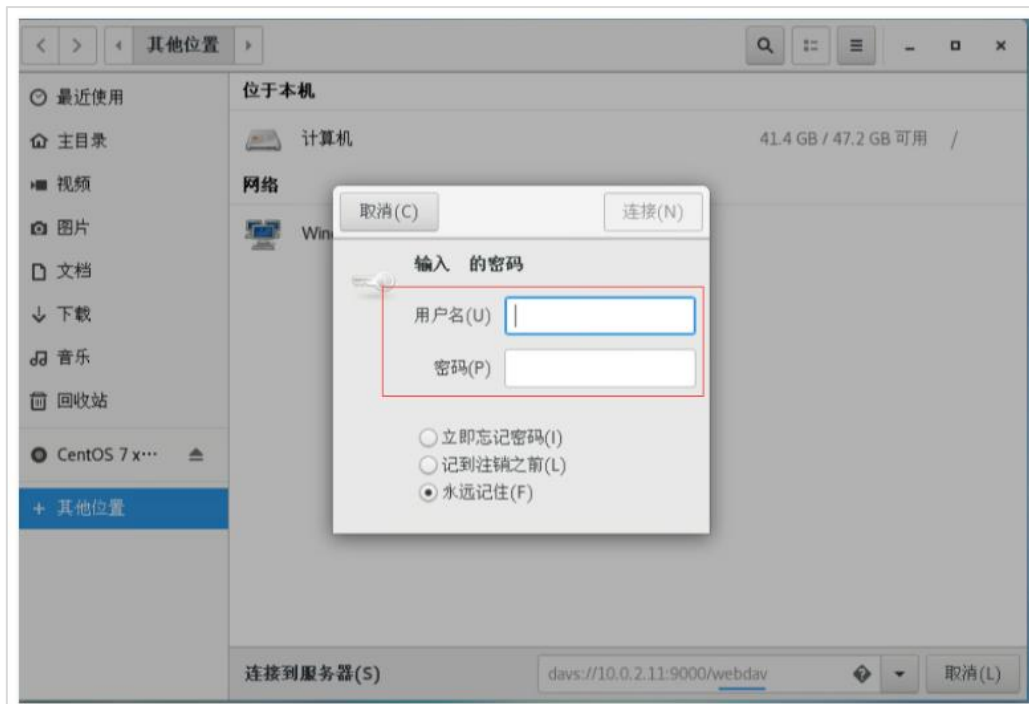 其他位置
最近使用
主目录
视频
图片
文档
下载
音乐
回收站
CentOS 7 x…
+ 其他位置
位于本机
计算机
41.4 GB / 47.2 GB 可用 /
网络
Win
取消(C)
连接(N)
输入 的密码
用户名(U)
密码(P)
立即忘记密码(I)
记到注销之前(L)
永远记住(F)
连接到服务器(S)
davs://10.0.2.11:9000/webdav
取消(L)